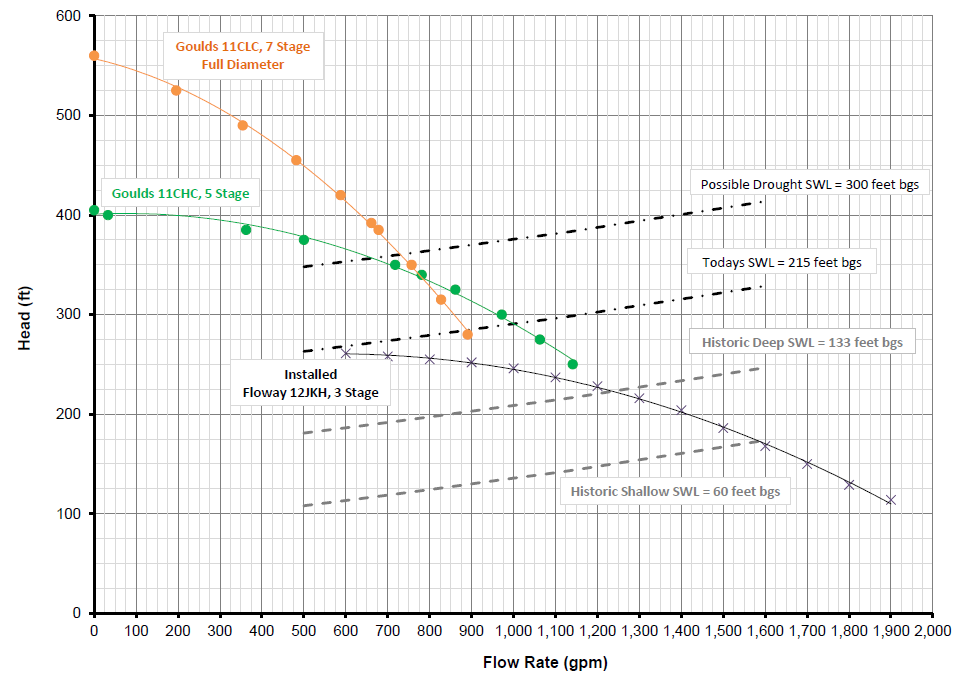 600
500
400
300
200
100
0
Head (ft)
Goulds 11CLC, 7 Stage
Full Diameter
Goulds 11CHC, 5 Stage
Possible Drought SWL = 300 feet bgs
Todays SWL = 215 feet bgs
Historic Deep SWL = 133 feet bgs
Installed
Floway 12JKH, 3 Stage
Historic Shallow SWL = 60 feet bgs
0 100 200 300 400 500 600 700 800 900 1,000 1,100 1,200 1,300 1,400 1,500 1,600 1,700 1,800 1,900 2,000
Flow Rate (gpm)